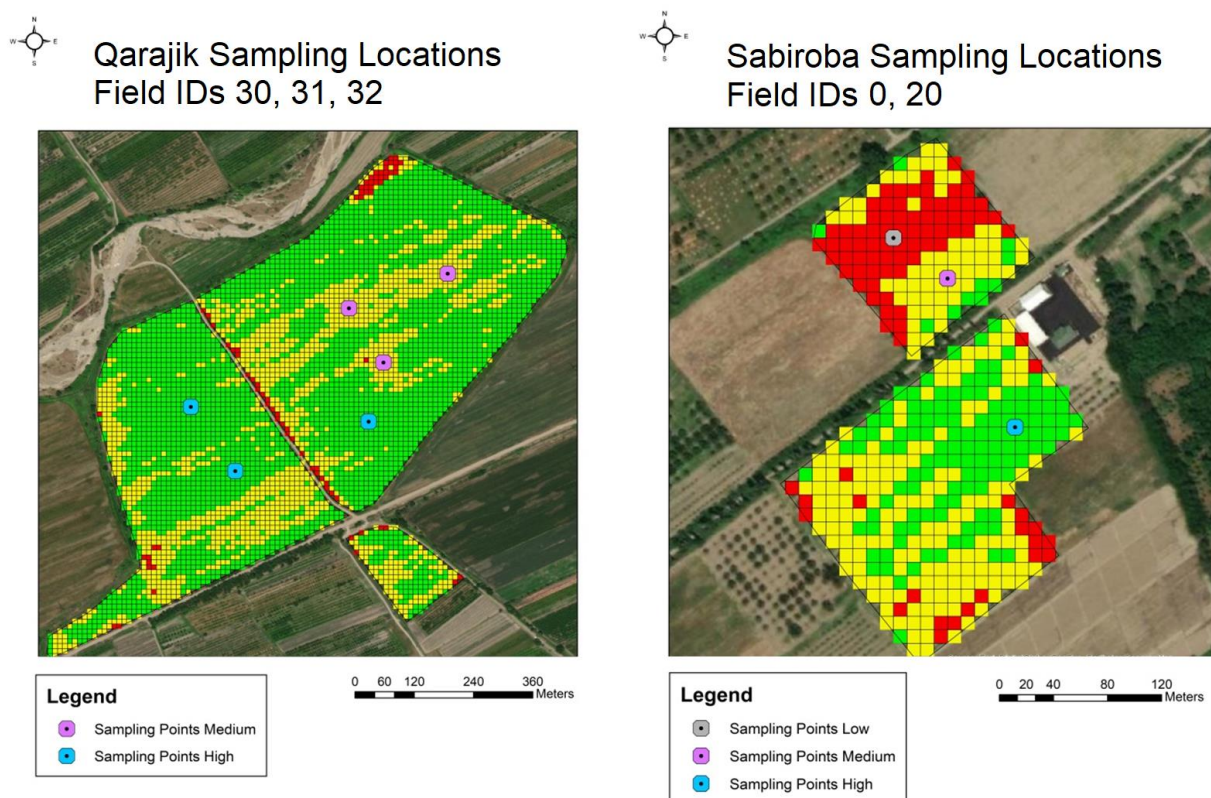 N
W E
S
Qarajik Sampling Locations
Field IDs 30, 31, 32
Legend
Sampling Points Medium
Sampling Points High
0 40 60 120 240 360
Meters
N
W E
S
Sabiroba Sampling Locations
Field IDs 0, 20
Legend
Sampling Points Low
Sampling Points Medium
Sampling Points High
0 20 40 80 120
Meters